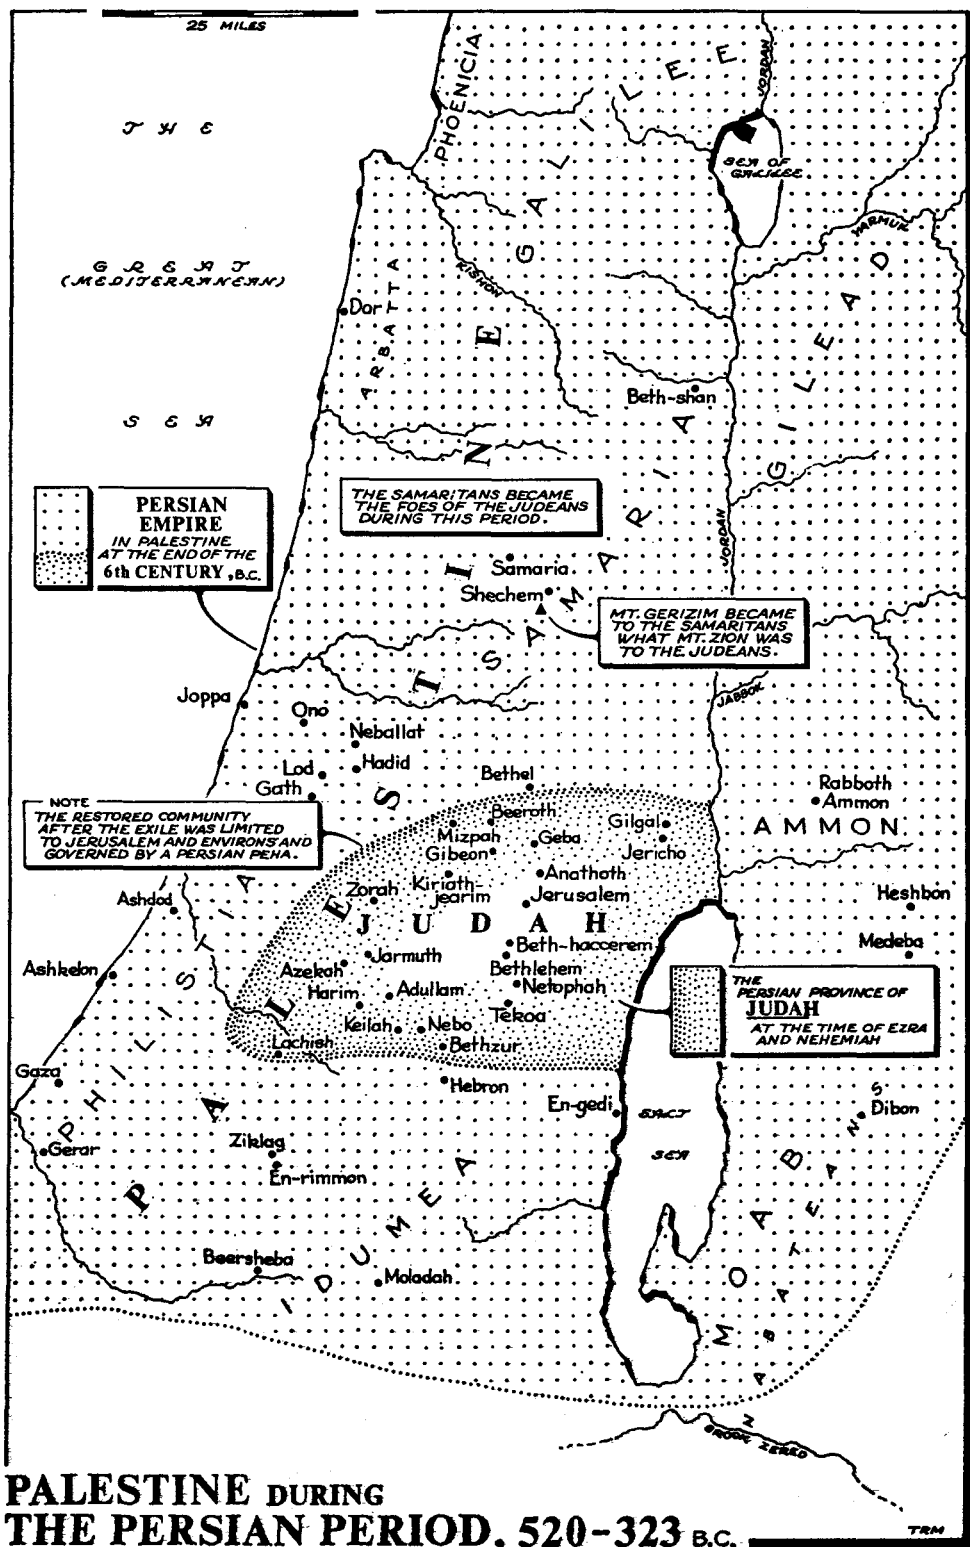 25 MILES
PHOENICIA
GALILEE
JORDAN
THE
SEA OF
GALILEE
YARMUK
GREAT
(MEDITERRANEAN)
KISHON
Dor
ARBATTA
GILEAD
Beth-shan
SEA
PERSIAN
EMPIRE
IN PALESTINE
AT THE END OF THE
6th CENTURY, B.C.
THE SAMARITANS BECAME
THE FOES OF THE JUDEANS
DURING THIS PERIOD.
JORDAN
SAMARIA
Samaria
Shechem
MT. GERIZIM BECAME
TO THE SAMARITANS
WHAT MT. ZION WAS
TO THE JUDEANS.
PALESTINE
JABBOK
Joppa
Ono
Neballat
Lod
Hadid
Gath
Bethel
Rabboth
Ammon
AMMON
NOTE
THE RESTORED COMMUNITY
AFTER THE EXILE WAS LIMITED
TO JERUSALEM AND ENVIRONS AND
GOVERNED BY A PERSIAN PEHA.
Beeroth
Mizpah
Geba
Gilgal
Gibeon
Jericho
Kiriath
jearim
Anathoth
Zorah
Jerusalem
JUDAH
Ashdod
Heshbon
Medeba
Beth-haccerem
Jarmuth
Bethlehem
Azekah
Netophah
Harim
Adullam
Tekoa
Keilah
Nebo
Lachish
Bethzur
THE
PERSIAN PROVINCE OF
JUDAH
AT THE TIME OF EZRA
AND NEHEMIAH
Ashkelon
PHILISTIA
Gaza
Hebron
En-gedi
SALT
SEA
Dibon
Gerar
Ziklag
En-rimmon
IDUMEA
MOAB
NABATEANS
Beersheba
Moladah
BROOK ZERED
PALESTINE DURING
THE PERSIAN PERIOD. 520-323 B.C.
TRM